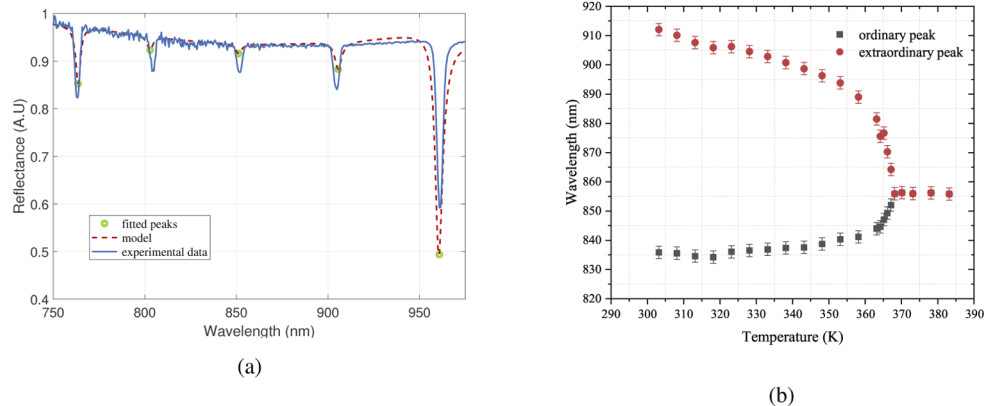 1
0.9
0.8
0.7
0.6
0.5
0.4
Reflectance (A.U)
fitted peaks
model
experimental data
750 800 850 900 950
Wavelength (nm)
(a)
920
910
900
890
880
870
860
850
840
830
820
Wavelength (nm)
ordinary peak
extraordinary peak
290 300 310 320 330 340 350 360 370 380 390
Temperature (K)
(b)